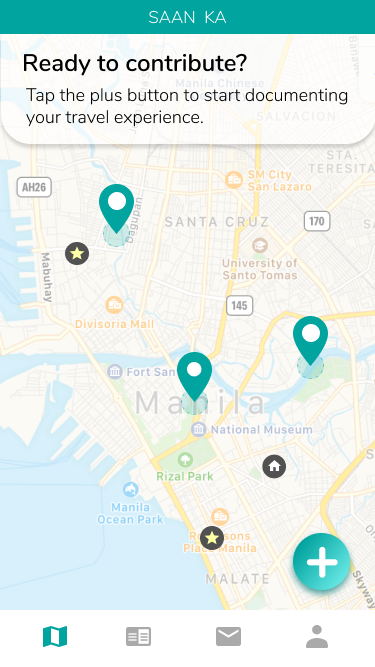 SAAN KA
Ready to contribute?
Tap the plus button to start documenting
your travel experience.
Manila Chinese
SALVACION
STA.
TERESITA
SM City
San Lazaro
AH26
Dagupan
SANTA CRUZ
170
University of
Santo Tomas
Mabuhay
145
Divisoria Mall
Fort San
Manila
National Museum
Rizal Park
Manila
Ocean Park
Manila
MALATE
Skyway